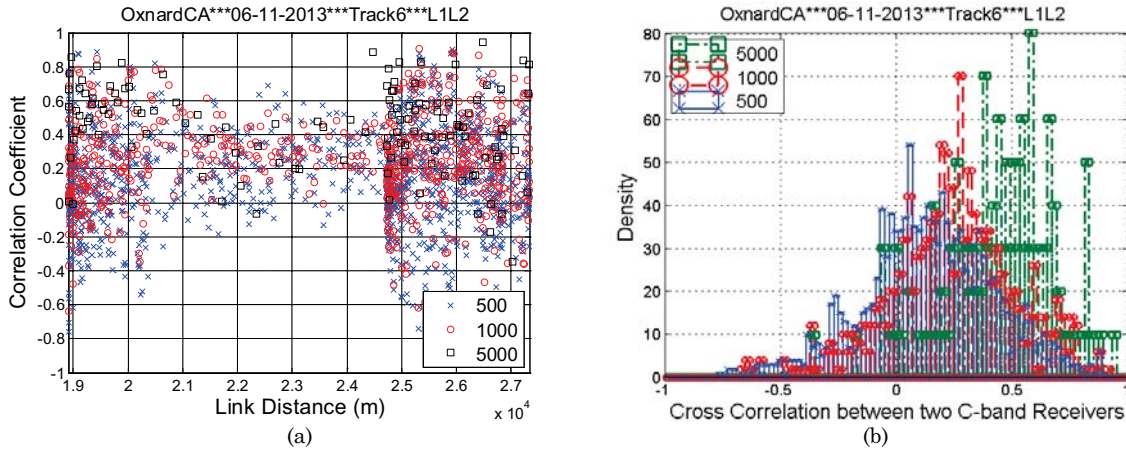 OxnardCA***06-11-2013***Track6***L1L2
Correlation Coefficient
1
0.8
0.6
0.4
0.2
0
-0.2
-0.4
-0.6
-0.8
-1
500
1000
5000
1.9 2 2.1 2.2 2.3 2.4 2.5 2.6 2.7
Link Distance (m)
x 10⁴
(a)
OxnardCA***06-11-2013***Track6***L1L2
Density
80
70
60
50
40
30
20
10
0
5000
1000
500
-1 -0.5 0 0.5 1
Cross Correlation between two C-band Receivers
(b)